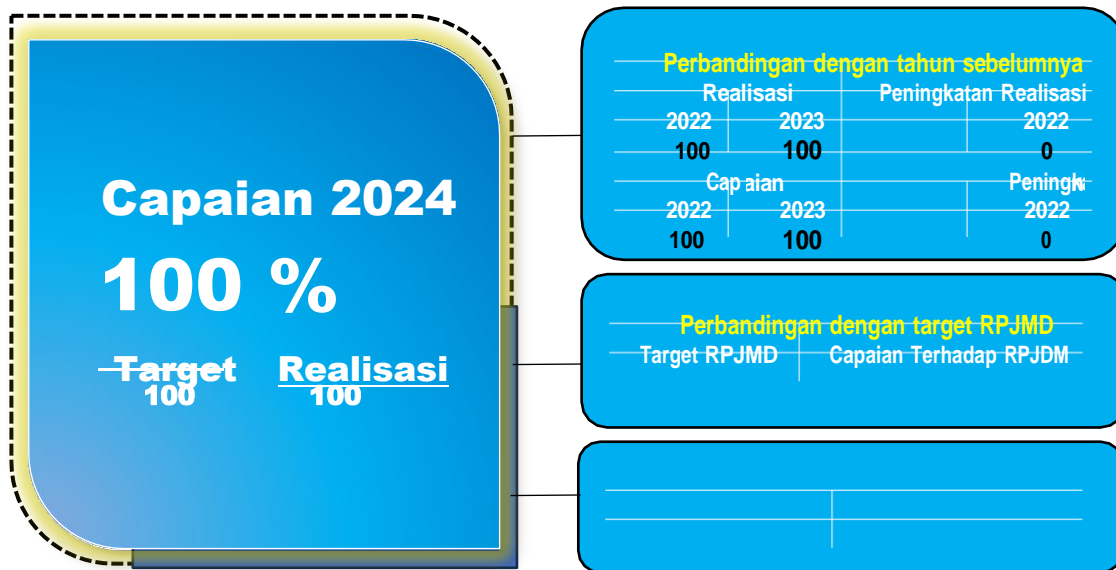 Capaian 2024
100 %
Target Realisasi
100 100
Perbandingan dengan tahun sebelumnya
Realisasi Peningkatan Realisasi
2022 2023 2022
100 100 0
Capaian Peningk
2022 2023 2022
100 100 0
Perbandingan dengan target RPJMD
Target RPJMD Capaian Terhadap RPJDM